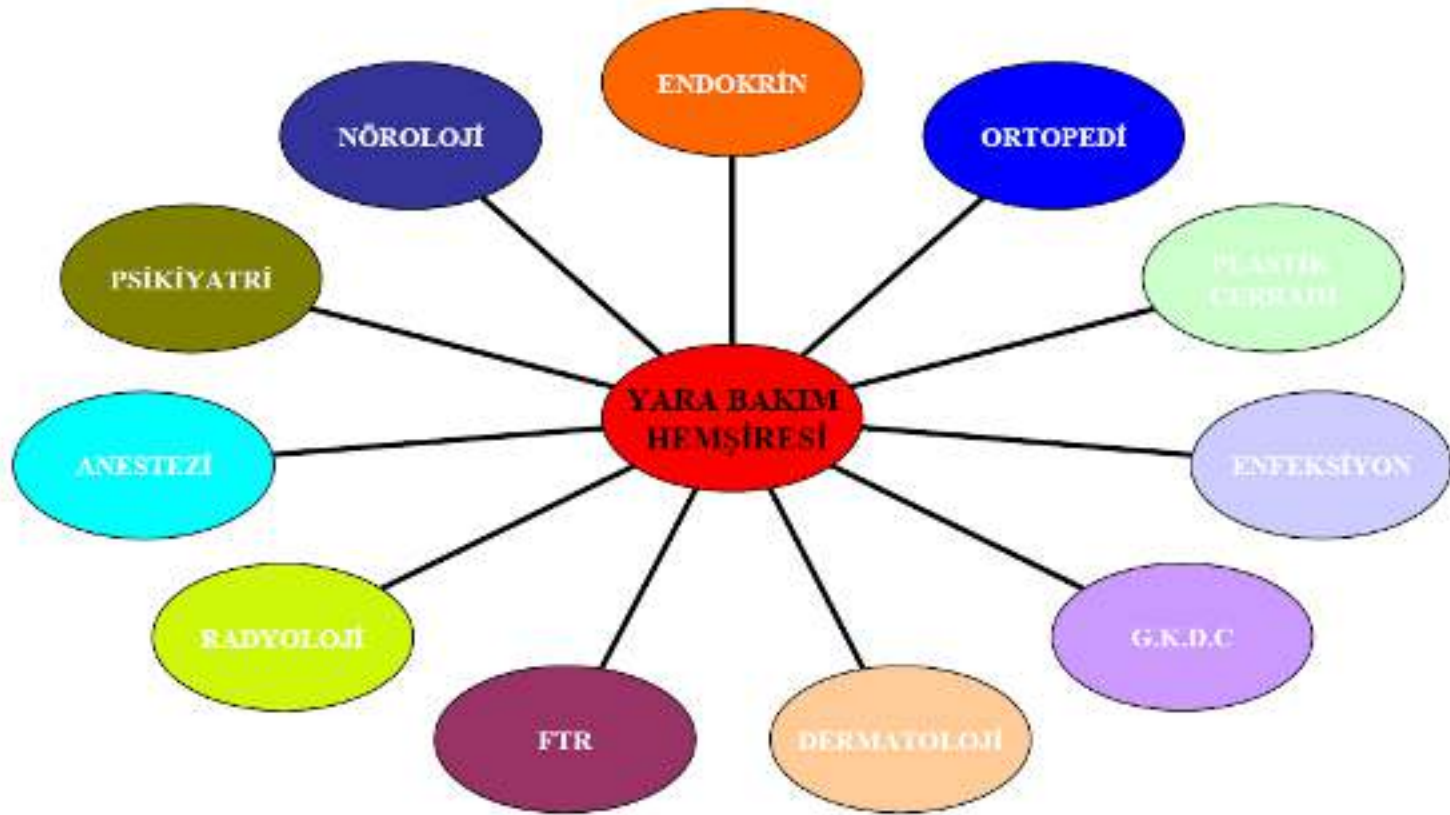 ENDOKRİN
NÖROLOJİ
ORTOPEDİ
PSİKİYATRİ
PLASTİK
CERRAHİ
YARA BAKIM
HEMŞİRESİ
ANESTEZİ
ENFEKSİYON
RADYOLOJİ
G.K.D.C
FTR
DERMATOLOJİ